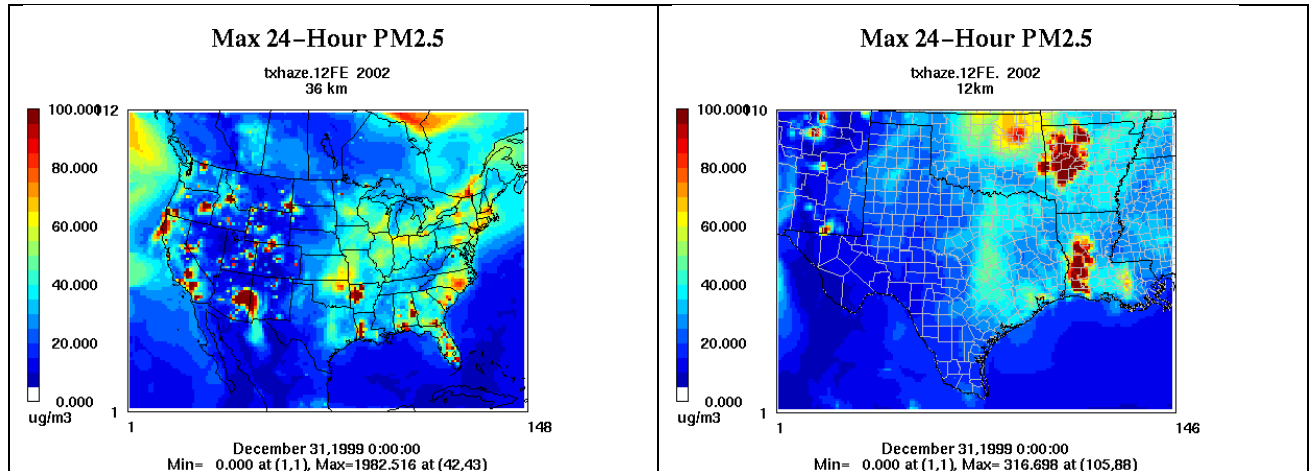 Max 24-Hour PM2.5
txhaze.12FE 2002
36 km
100.000
112
80.000
60.000
40.000
20.000
0.000
ug/m3
1
1
148
December 31,1999 0:00:00
Min= 0.000 at (1,1), Max=1982.516 at (42,43)
Max 24-Hour PM2.5
txhaze.12FE. 2002
12km
100.000
110
80.000
60.000
40.000
20.000
0.000
ug/m3
1
1
146
December 31,1999 0:00:00
Min= 0.000 at (1,1), Max= 316.698 at (105,88)